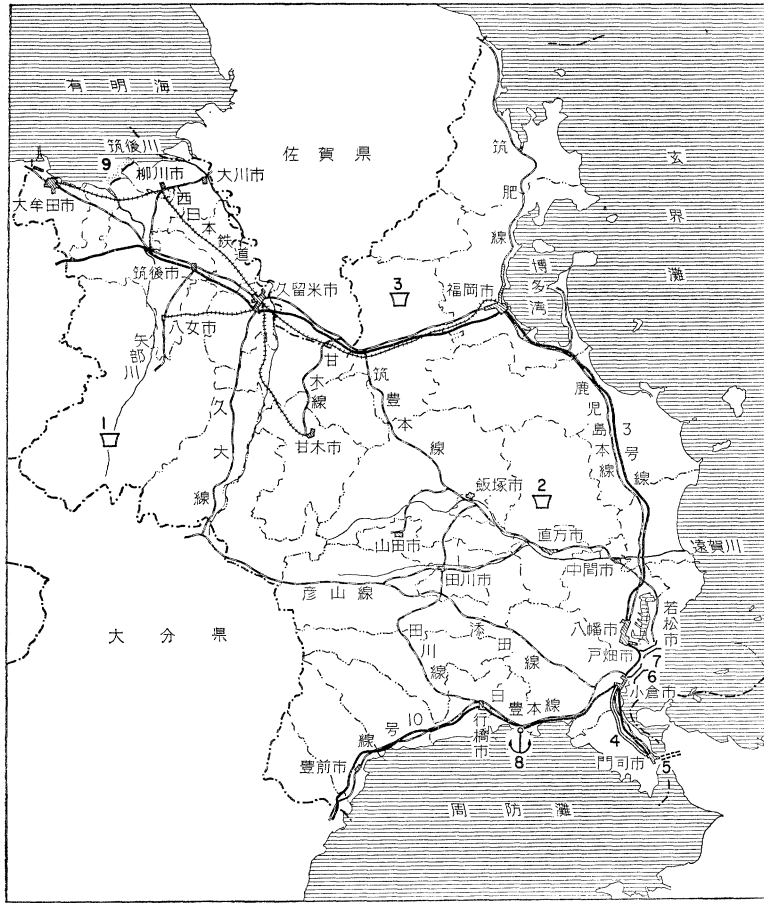 有明海
筑後川
9
柳川市
大川市
大牟田市
西日本鉄道
佐賀県
筑肥線
玄界灘
博多湾
3
福岡市
筑後市
久留米市
八女市
矢部川
1
久大線
甘木線
甘木市
筑豊本線
鹿児島本線
3号線
飯塚市
2
直方市
遠賀川
山田市
中間市
田川市
彦山線
大分県
若松市
八幡市
戸畑市
7
6
小倉市
添田線
田川線
日豊本線
10号線
行橋市
8
4
門司市
5
豊前市
周防灘